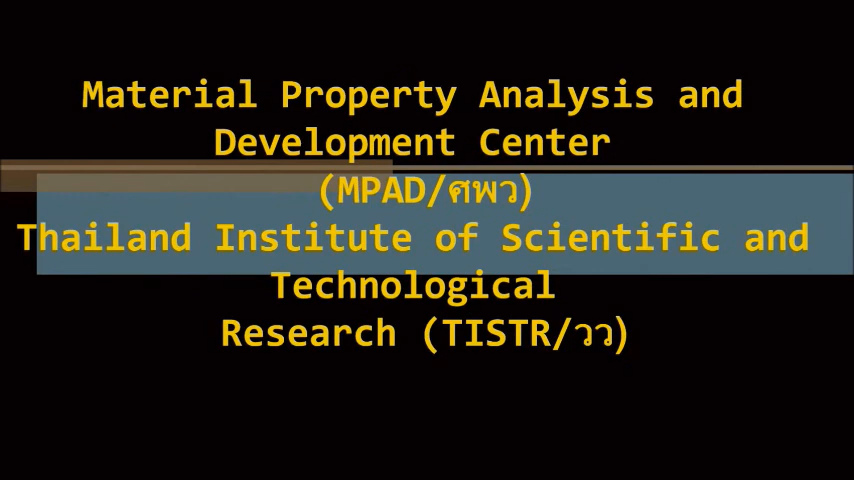 Material Property Analysis and
Development Center
(MPAD/ศพว)
Thailand Institute of Scientific and
Technological
Research (TISTR/วว)